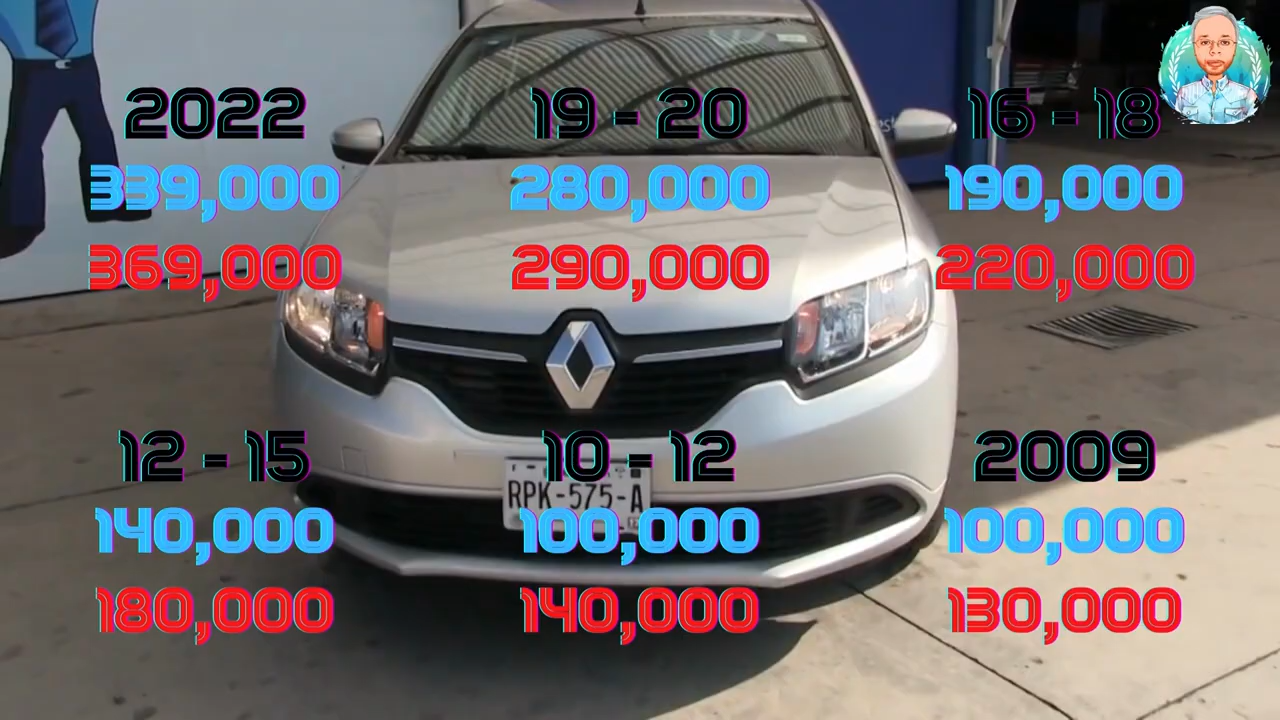 2022 19 - 20 16 - 18
339,000 280,000 190,000
369,000 290,000 220,000
12 - 15 10 - 12 2009
RPK-575-A
140,000 100,000 100,000
180,000 140,000 130,000